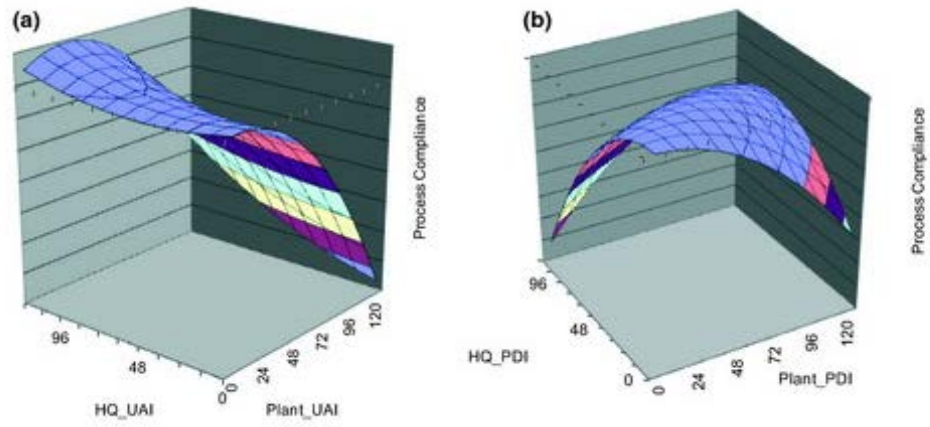 (a)
Process Compliance
96
48
0
HQ_UAI
0
24
48
72
96
120
Plant_UAI
(b)
Process Compliance
96
48
0
HQ_PDI
0
24
48
72
96
120
Plant_PDI